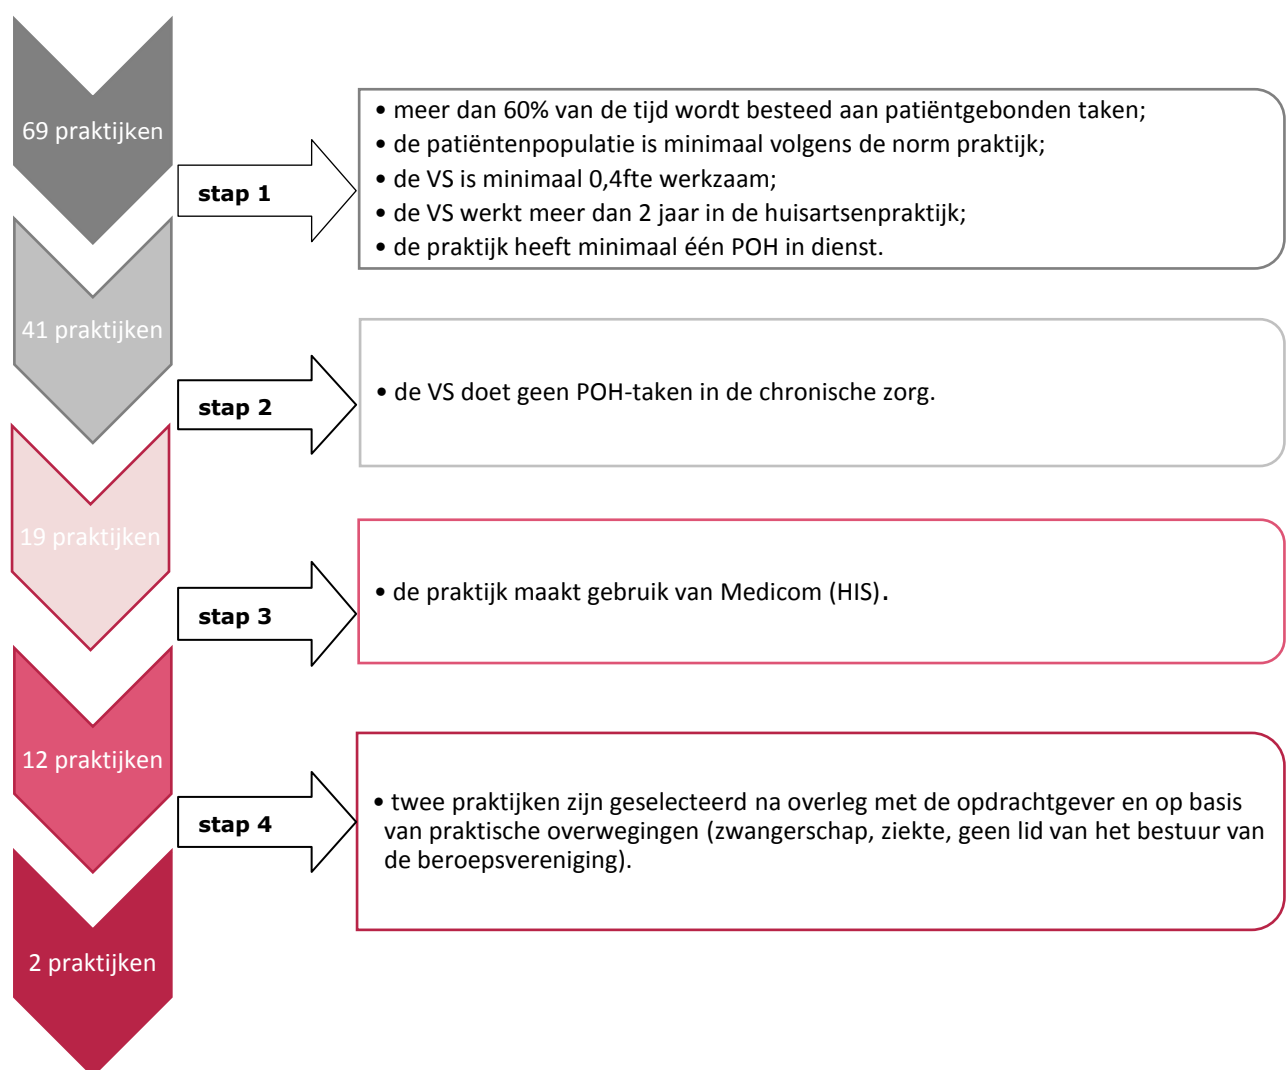 69 praktijken
stap 1
• meer dan 60% van de tijd wordt besteed aan patiëntgebonden taken;
• de patiëntenpopulatie is minimaal volgens de norm praktijk;
• de VS is minimaal 0,4fte werkzaam;
• de VS werkt meer dan 2 jaar in de huisartsenpraktijk;
• de praktijk heeft minimaal één POH in dienst.
41 praktijken
stap 2
• de VS doet geen POH-taken in de chronische zorg.
19 praktijken
stap 3
• de praktijk maakt gebruik van Medicom (HIS).
12 praktijken
stap 4
• twee praktijken zijn geselecteerd na overleg met de opdrachtgever en op basis
van praktische overwegingen (zwangerschap, ziekte, geen lid van het bestuur van
de beroepsvereniging).
2 praktijken